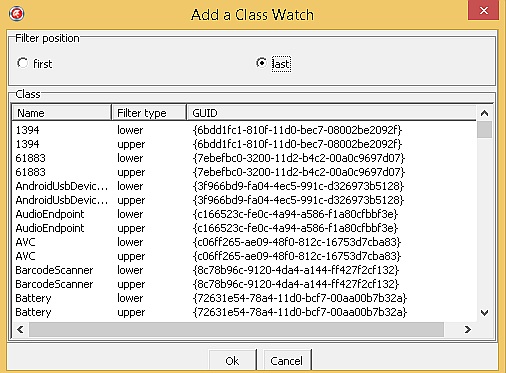 Add a Class Watch
Filter position
first last
Class
Name Filter type GUID
1394 lower {6bdd1fc1-810f-11d0-bec7-08002be2092f}
1394 upper {6bdd1fc1-810f-11d0-bec7-08002be2092f}
61883 lower {7ebefbc0-3200-11d2-b4c2-00a0c9697d07}
61883 upper {7ebefbc0-3200-11d2-b4c2-00a0c9697d07}
AndroidUsbDevic... lower {3f966bd9-fa04-4ec5-991c-d326973b5128}
AndroidUsbDevic... upper {3f966bd9-fa04-4ec5-991c-d326973b5128}
AudioEndpoint lower {c166523c-fe0c-4a94-a586-f1a80cfbbf3e}
AudioEndpoint upper {c166523c-fe0c-4a94-a586-f1a80cfbbf3e}
AVC lower {c06ff265-ae09-48f0-812c-16753d7cba83}
AVC upper {c06ff265-ae09-48f0-812c-16753d7cba83}
BarcodeScanner lower {8c78b96c-9120-4da4-a144-ff427f2cf132}
BarcodeScanner upper {8c78b96c-9120-4da4-a144-ff427f2cf132}
Battery lower {72631e54-78a4-11d0-bcf7-00aa00b7b32a}
Battery upper {72631e54-78a4-11d0-bcf7-00aa00b7b32a}
Ok Cancel